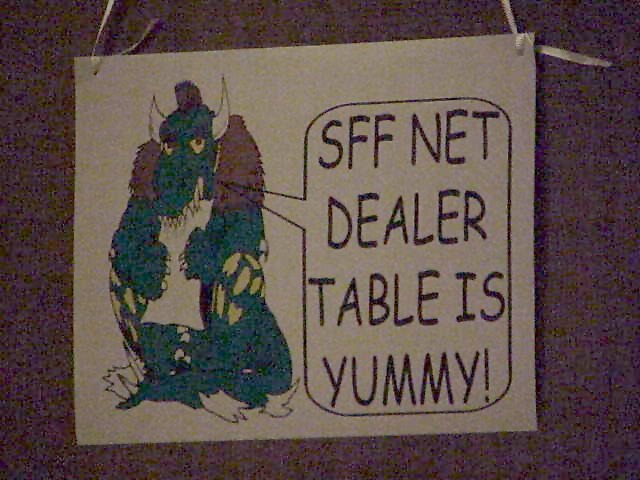 SFF NET
DEALER
TABLE IS
YUMMY!